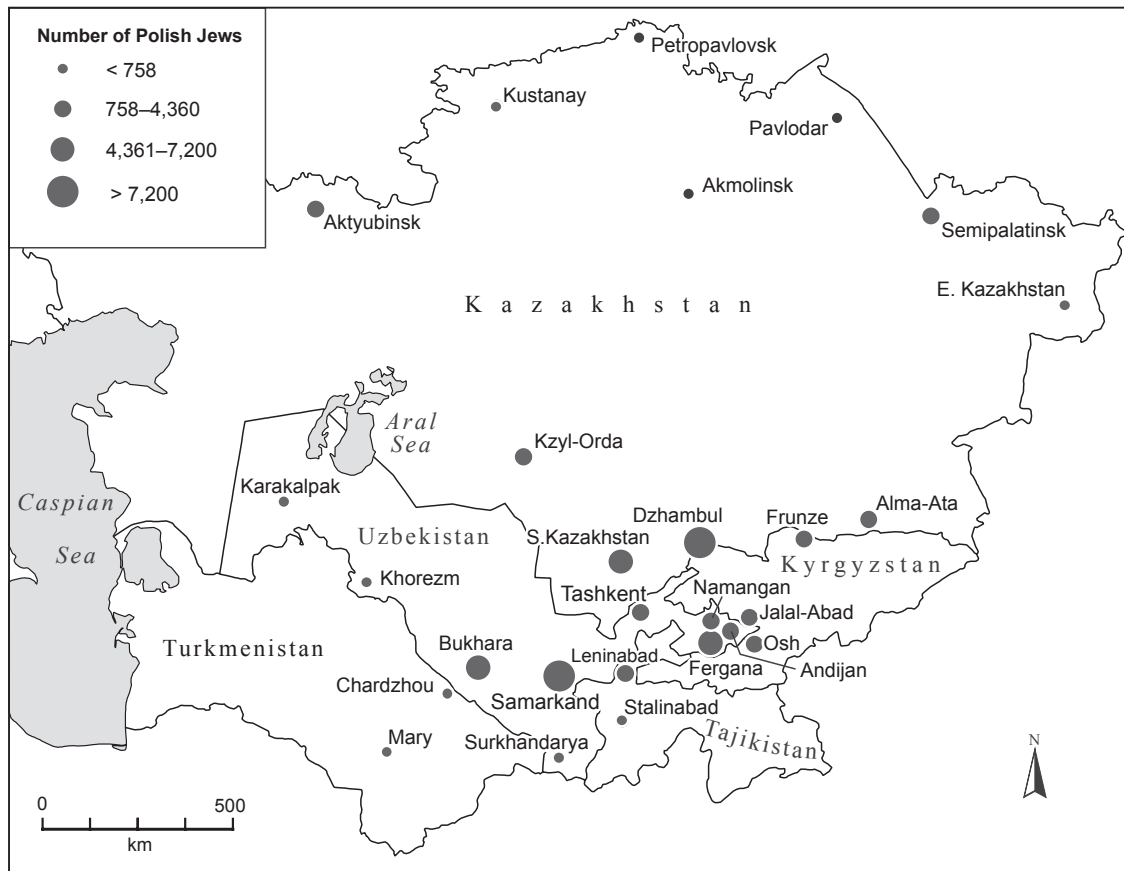 Number of Polish Jews
< 758
758–4,360
4,361–7,200
> 7,200
Petropavlovsk
Kustanay
Pavlodar
Akmolinsk
Aktyubinsk
Semipalatinsk
E. Kazakhstan
Kazakhstan
Aral
Sea
Kzyl-Orda
Karakalpak
Caspian
Sea
Uzbekistan
Dzhambul
Frunze
Alma-Ata
S.Kazakhstan
Kyrgyzstan
Khorezm
Tashkent
Namangan
Jalal-Abad
Turkmenistan
Bukhara
Leninabad
Osh
Fergana
Andijan
Chardzhou
Samarkand
Stalinabad
Tajikistan
Mary
Surkhandarya
N
0 500
km